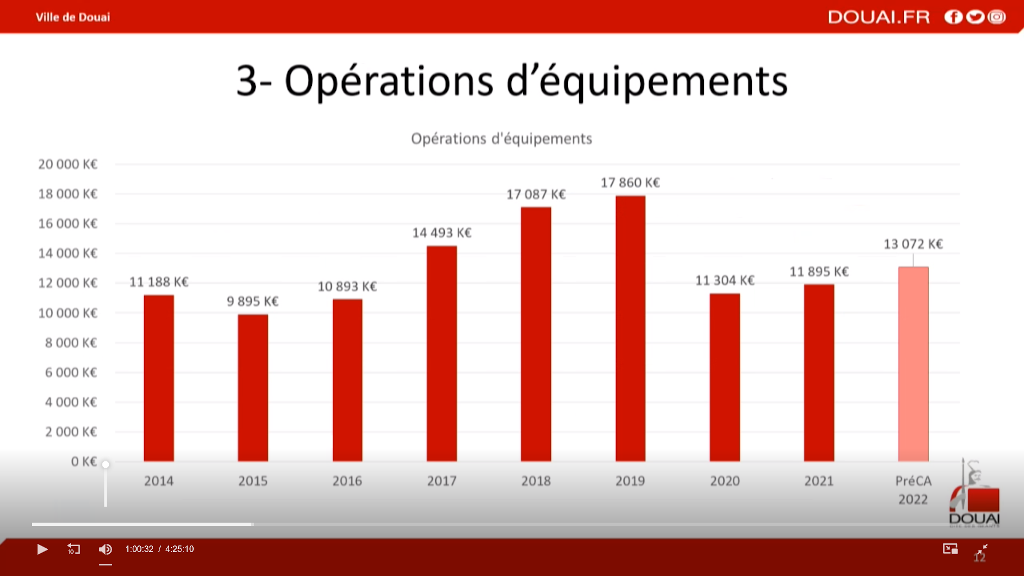 Ville de Douai
DOUAI.FR
3- Opérations d’équipements
Opérations d'équipements
20 000 K€
18 000 K€
16 000 K€
14 000 K€
12 000 K€
10 000 K€
8 000 K€
6 000 K€
4 000 K€
2 000 K€
0 K€
11 188 K€
9 895 K€
10 893 K€
14 493 K€
17 087 K€
17 860 K€
11 304 K€
11 895 K€
13 072 K€
2014
2015
2016
2017
2018
2019
2020
2021
PréCA
2022
DOUAI
10
1:00:32 / 4:25:10
12